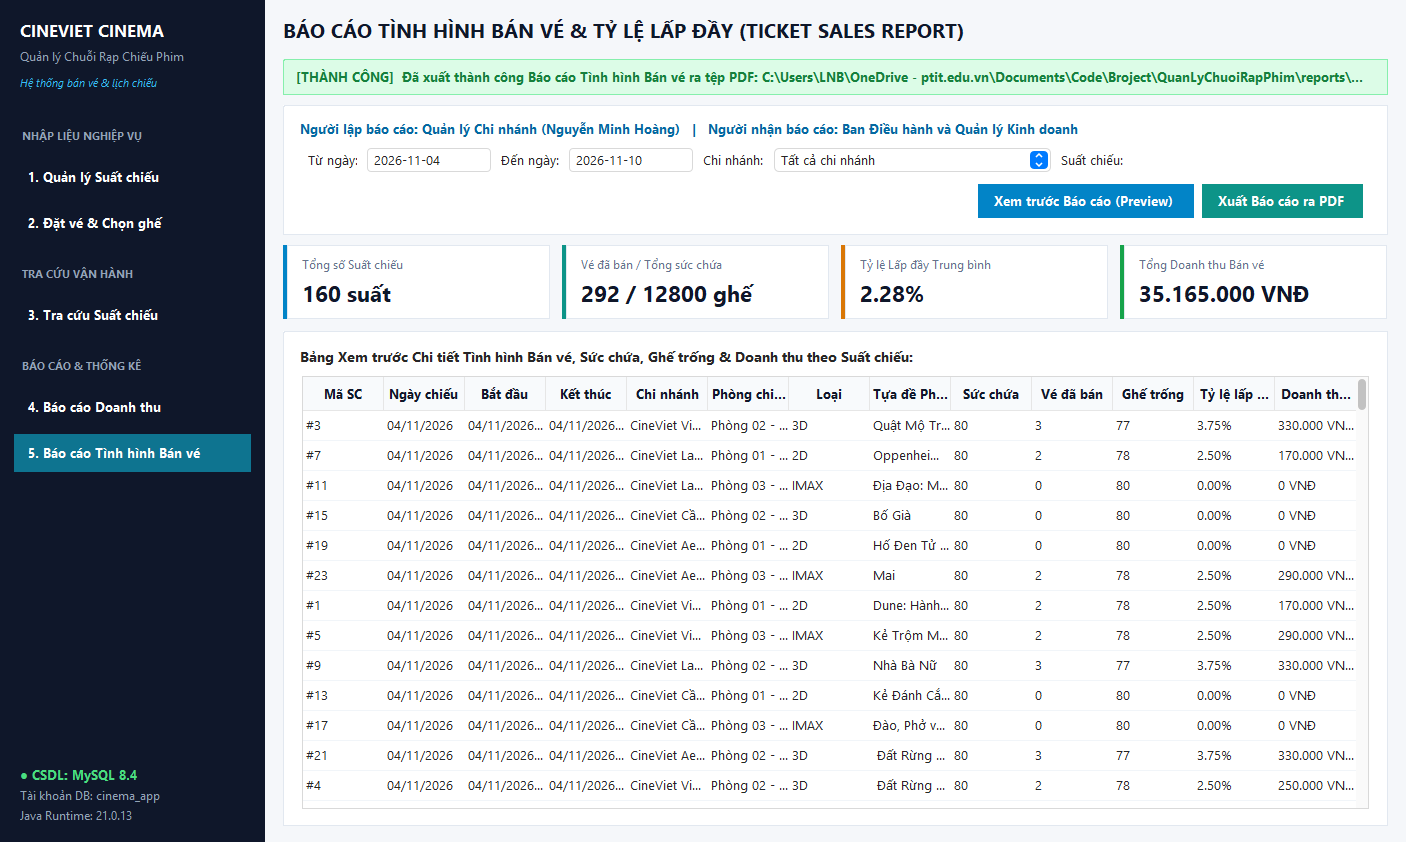 CINEVIET CINEMA
Quản lý Chuỗi Rạp Chiếu Phim
Hệ thống bán vé & lịch chiếu
NHẬP LIỆU NGHIỆP VỤ
1. Quản lý Suất chiếu
2. Đặt vé & Chọn ghế
TRA CỨU VẬN HÀNH
3. Tra cứu Suất chiếu
BÁO CÁO & THỐNG KÊ
4. Báo cáo Doanh thu
5. Báo cáo Tình hình Bán vé
● CSDL: MySQL 8.4
Tài khoản DB: cinema_app
Java Runtime: 21.0.13
BÁO CÁO TÌNH HÌNH BÁN VÉ & TỶ LỆ LẤP ĐẦY (TICKET SALES REPORT)
[THÀNH CÔNG] Đã xuất thành công Báo cáo Tình hình Bán vé ra tệp PDF: C:\Users\LNB\OneDrive - ptit.edu.vn\Documents\Code\Broject\QuanLyChuoiRapPhim\reports\...
Người lập báo cáo: Quản lý Chi nhánh (Nguyễn Minh Hoàng) | Người nhận báo cáo: Ban Điều hành và Quản lý Kinh doanh
Từ ngày: 2026-11-04 Đến ngày: 2026-11-10 Chi nhánh: Tất cả chi nhánh Suất chiếu:
Xem trước Báo cáo (Preview) Xuất Báo cáo ra PDF
Tổng số Suất chiếu
160 suất
Vé đã bán / Tổng sức chứa
292 / 12800 ghế
Tỷ lệ Lấp đầy Trung bình
2.28%
Tổng Doanh thu Bán vé
35.165.000 VNĐ
Bảng Xem trước Chi tiết Tình hình Bán vé, Sức chứa, Ghế trống & Doanh thu theo Suất chiếu:
Mã SC Ngày chiếu Bắt đầu Kết thúc Chi nhánh Phòng chi... Loại Tựa đề Ph... Sức chứa Vé đã bán Ghế trống Tỷ lệ lấp ... Doanh th...
#3 04/11/2026 04/11/2026... 04/11/2026... CineViet Vi... Phòng 02 - ... 3D Quật Mộ Tr... 80 3 77 3.75% 330.000 VN...
#7 04/11/2026 04/11/2026... 04/11/2026... CineViet La... Phòng 01 - ... 2D Oppenhei... 80 2 78 2.50% 170.000 VN...
#11 04/11/2026 04/11/2026... 04/11/2026... CineViet La... Phòng 03 - ... IMAX Địa Đạo: M... 80 0 80 0.00% 0 VNĐ
#15 04/11/2026 04/11/2026... 04/11/2026... CineViet Cầ... Phòng 02 - ... 3D Bố Già 80 0 80 0.00% 0 VNĐ
#19 04/11/2026 04/11/2026... 04/11/2026... CineViet Ae... Phòng 01 - ... 2D Hố Đen Tử ... 80 0 80 0.00% 0 VNĐ
#23 04/11/2026 04/11/2026... 04/11/2026... CineViet Ae... Phòng 03 - ... IMAX Mai 80 2 78 2.50% 290.000 VN...
#1 04/11/2026 04/11/2026... 04/11/2026... CineViet Vi... Phòng 01 - ... 2D Dune: Hành... 80 2 78 2.50% 170.000 VN...
#5 04/11/2026 04/11/2026... 04/11/2026... CineViet Vi... Phòng 03 - ... IMAX Kẻ Trộm M... 80 2 78 2.50% 290.000 VN...
#9 04/11/2026 04/11/2026... 04/11/2026... CineViet La... Phòng 02 - ... 3D Nhà Bà Nữ 80 3 77 3.75% 330.000 VN...
#13 04/11/2026 04/11/2026... 04/11/2026... CineViet Cầ... Phòng 01 - ... 2D Kẻ Đánh Cắ... 80 0 80 0.00% 0 VNĐ
#17 04/11/2026 04/11/2026... 04/11/2026... CineViet Cầ... Phòng 03 - ... IMAX Đào, Phở v... 80 0 80 0.00% 0 VNĐ
#21 04/11/2026 04/11/2026... 04/11/2026... CineViet Ae... Phòng 02 - ... 3D Đất Rừng ... 80 3 77 3.75% 330.000 VN...
#4 04/11/2026 04/11/2026... 04/11/2026... CineViet Vi... Phòng 02 - ... 3D Đất Rừng ... 80 2 78 2.50% 250.000 VN...